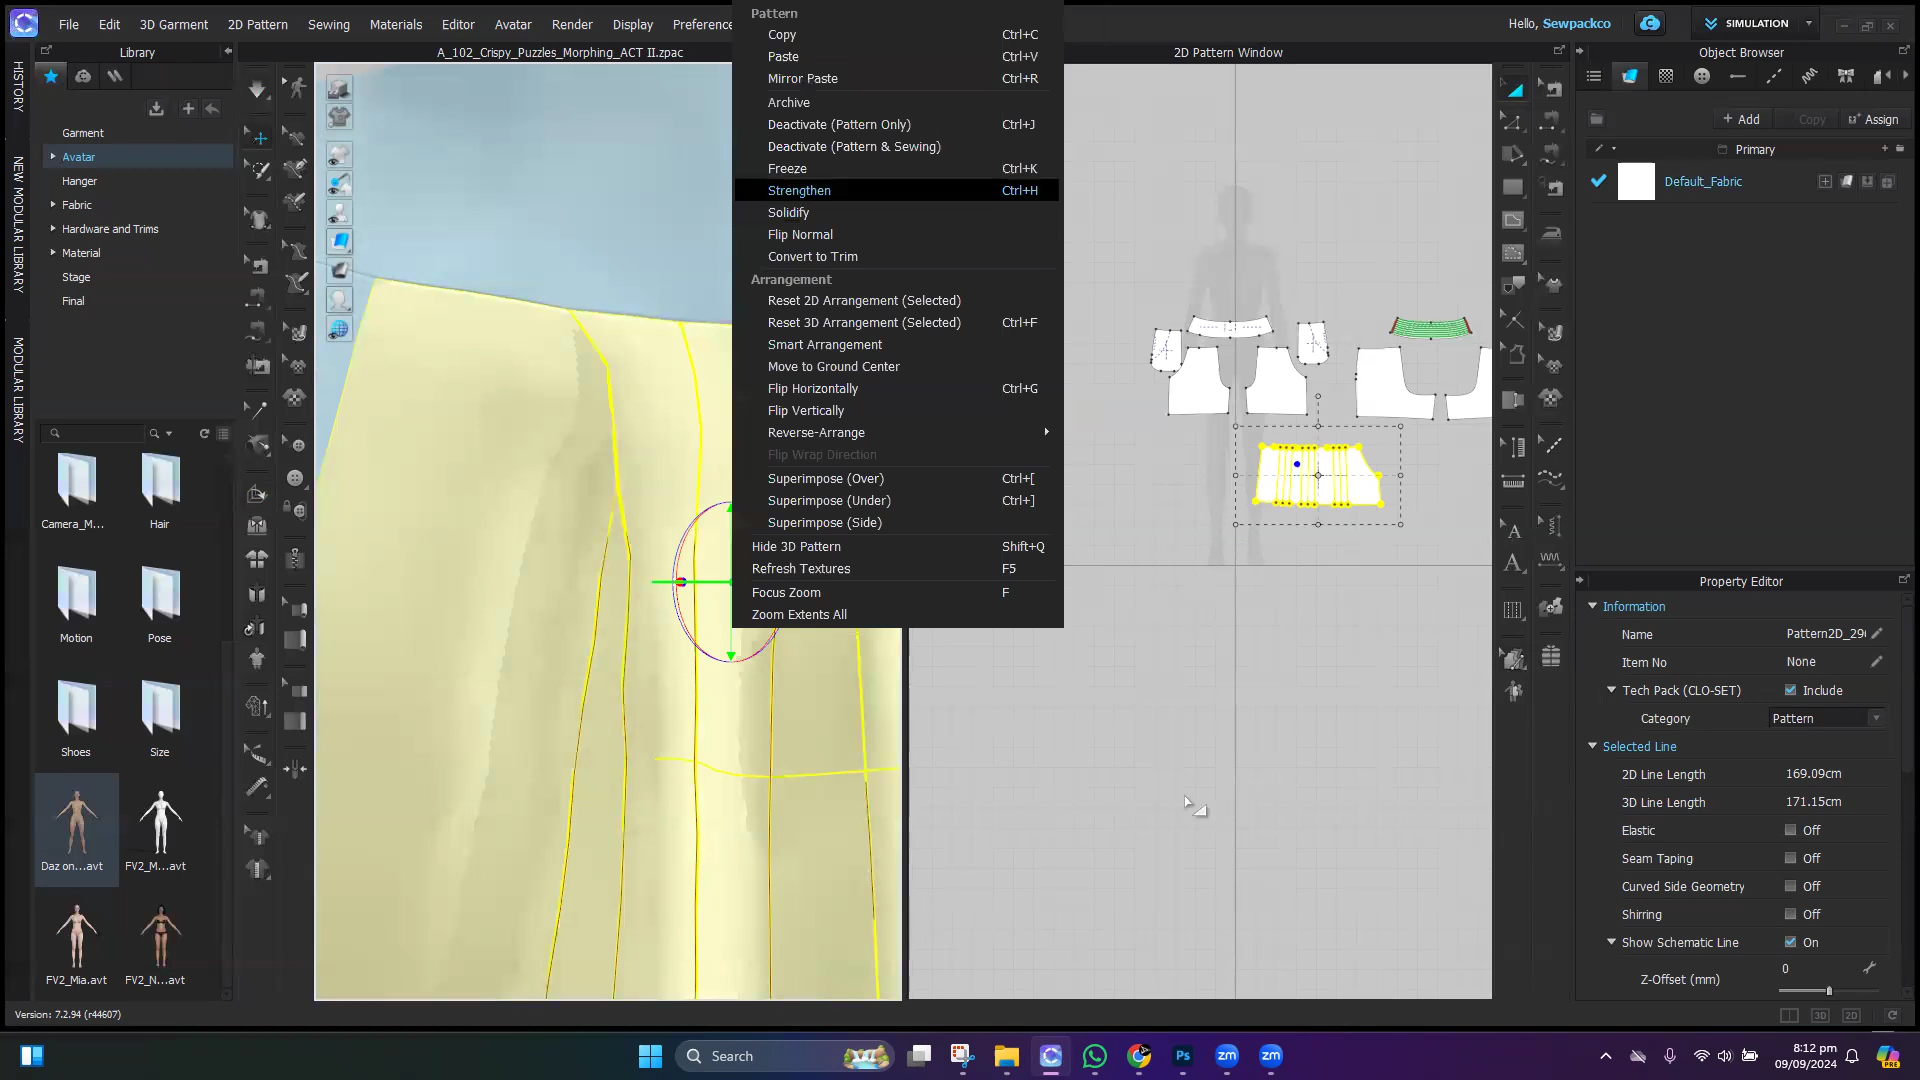 File Edit 3D Garment 2D Pattern Sewing Materials Editor Avatar Render Display Preference
Hello, Sewpackco
SIMULATION
HISTORY
NEW MODULAR LIBRARY
MODULAR LIBRARY
Library
Garment
Avatar
Hanger
Fabric
Hardware and Trims
Material
Stage
Final
Camera_M...
Hair
Motion
Pose
Shoes
Size
Daz on...avt
FV2_M...avt
FV2_Mia.avt
FV2_N...avt
A_102_Crispy_Puzzles_Morphing_ACT II.zpac
Pattern
Copy Ctrl+C
Paste Ctrl+V
Mirror Paste Ctrl+R
Archive
Deactivate (Pattern Only) Ctrl+J
Deactivate (Pattern & Sewing)
Freeze Ctrl+K
Strengthen Ctrl+H
Solidify
Flip Normal
Convert to Trim
Arrangement
Reset 2D Arrangement (Selected)
Reset 3D Arrangement (Selected) Ctrl+F
Smart Arrangement
Move to Ground Center
Flip Horizontally Ctrl+G
Flip Vertically
Reverse-Arrange
Flip Wrap Direction
Superimpose (Over) Ctrl+[
Superimpose (Under) Ctrl+]
Superimpose (Side)
Hide 3D Pattern Shift+Q
Refresh Textures F5
Focus Zoom F
Zoom Extents All
2D Pattern Window
A
A
Object Browser
+ Add Copy Assign
Primary
Default_Fabric
Property Editor
Information
Name Pattern2D_29
Item No None
Tech Pack (CLO-SET) Include
Category Pattern
Selected Line
2D Line Length 169.09cm
3D Line Length 171.15cm
Elastic Off
Seam Taping Off
Curved Side Geometry Off
Shirring Off
Show Schematic Line On
Z-Offset (mm) 0
Version: 7.2.94 (r44607)
3D 2D
Search
Ps
zm
zm
8:12 pm
09/09/2024
PRE